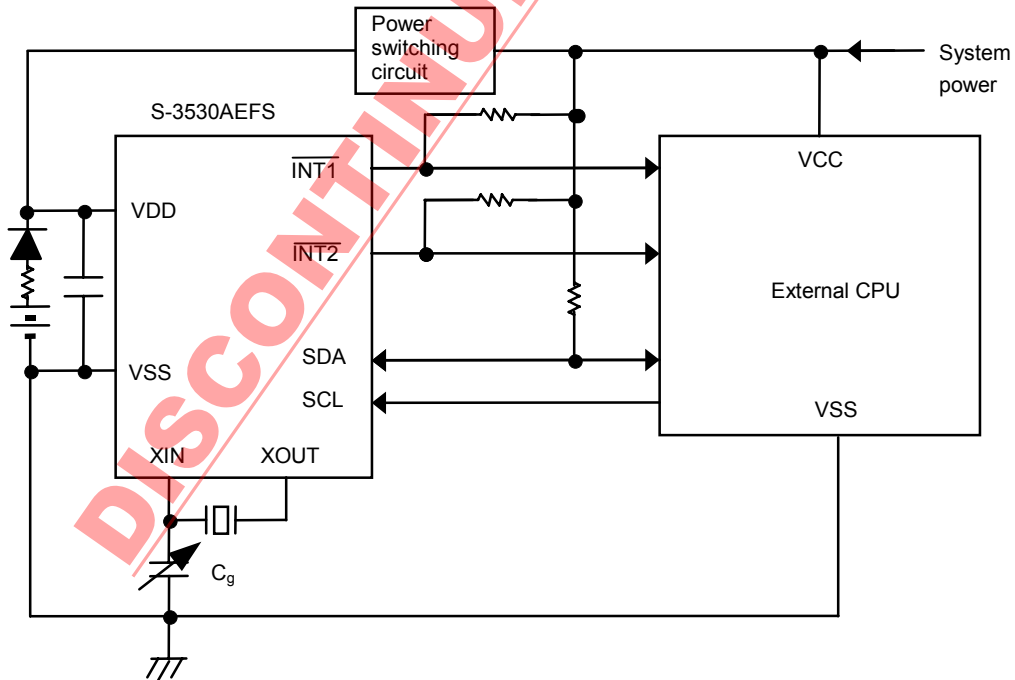 Power
switching
circuit
System
power
S-3530AEFS
INT1
VCC
VDD
INT2
External CPU
SDA
VSS
SCL
VSS
XIN
XOUT
Cg
DISCONTINU